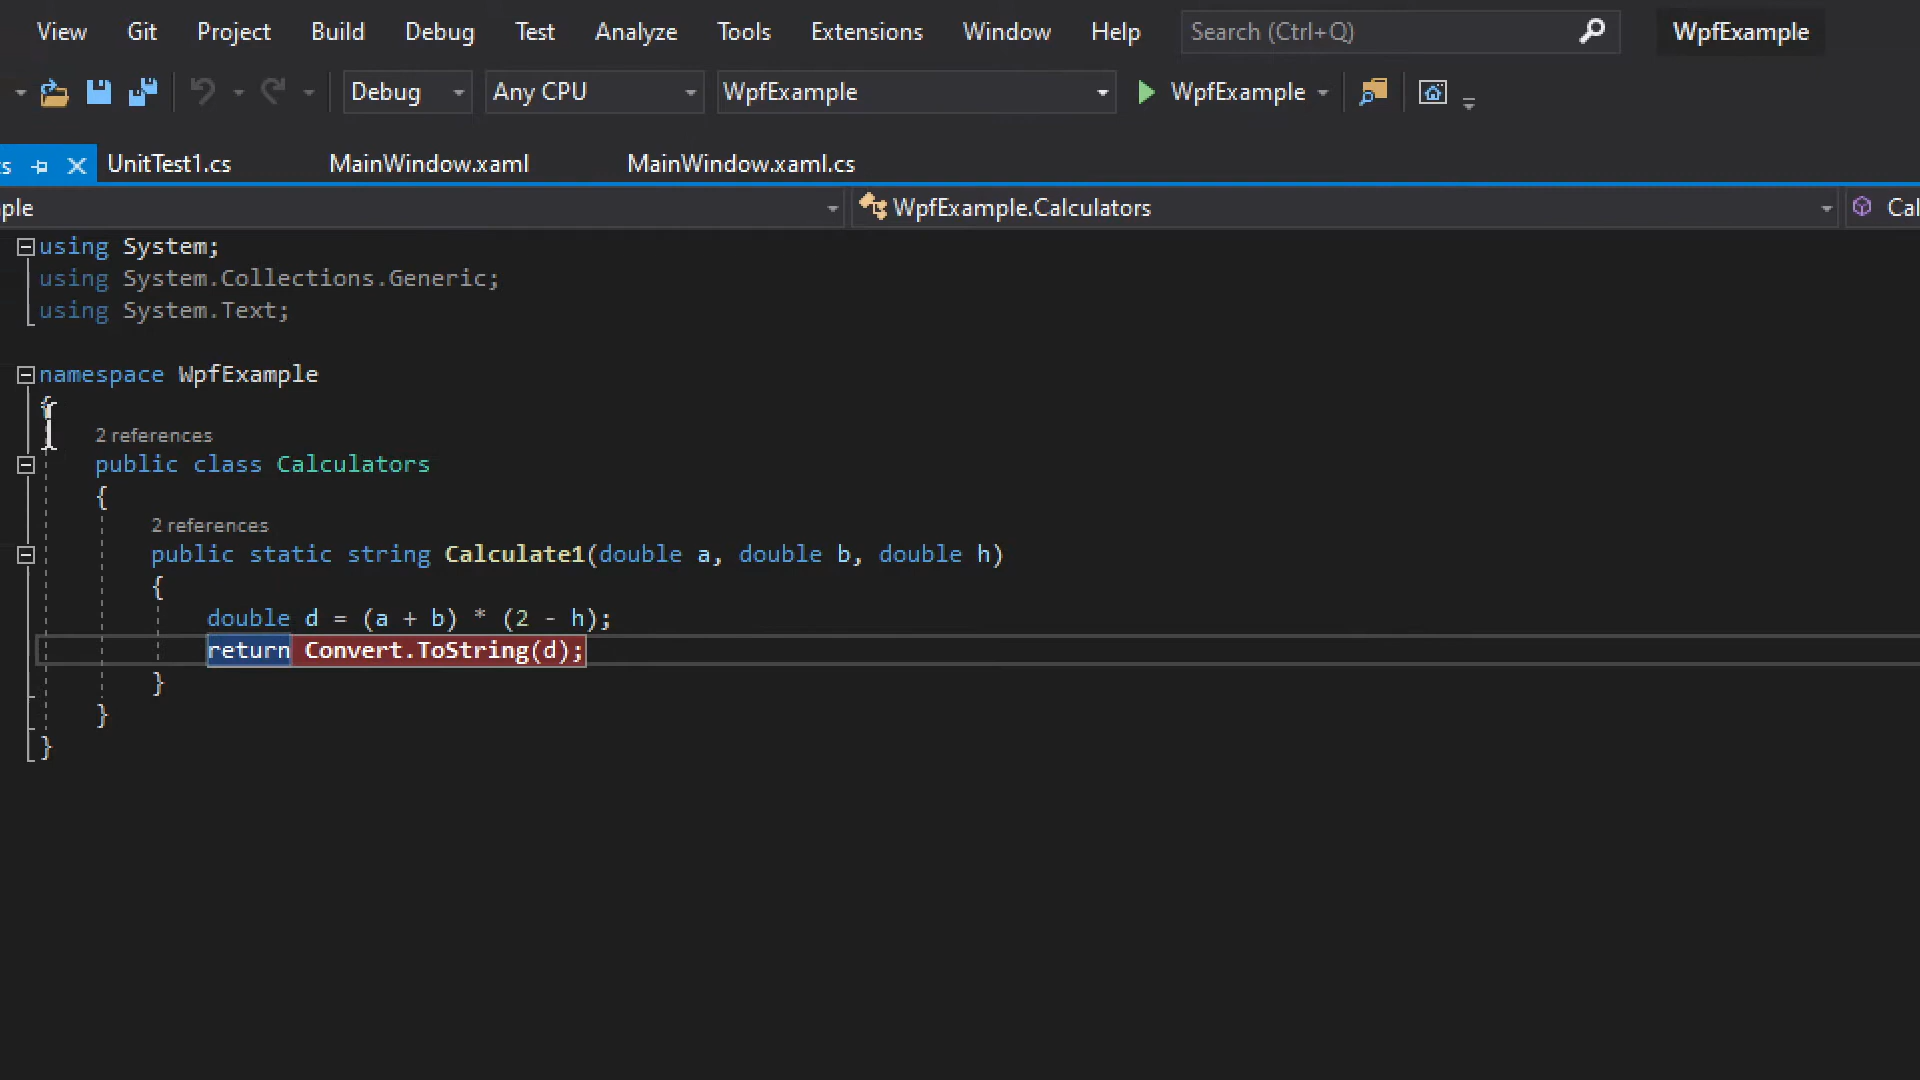 View Git Project Build Debug Test Analyze Tools Extensions Window Help Search (Ctrl+Q) WpfExample
Debug Any CPU WpfExample WpfExample
UnitTest1.cs MainWindow.xaml MainWindow.xaml.cs
WpfExample.Calculators
using System;
using System.Collections.Generic;
using System.Text;
namespace WpfExample
{
2 references
public class Calculators
{
2 references
public static string Calculate1(double a, double b, double h)
{
double d = (a + b) * (2 - h);
return Convert.ToString(d);
}
}
}